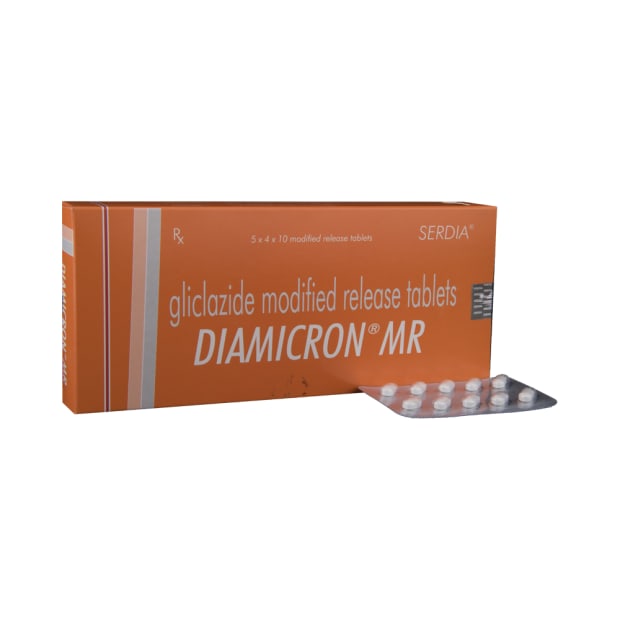 Rx
5 x 4 x 10 modified release tablets
SERDIA®
gliclazide modified release tablets
DIAMICRON® MR
DIAMICRON® MR